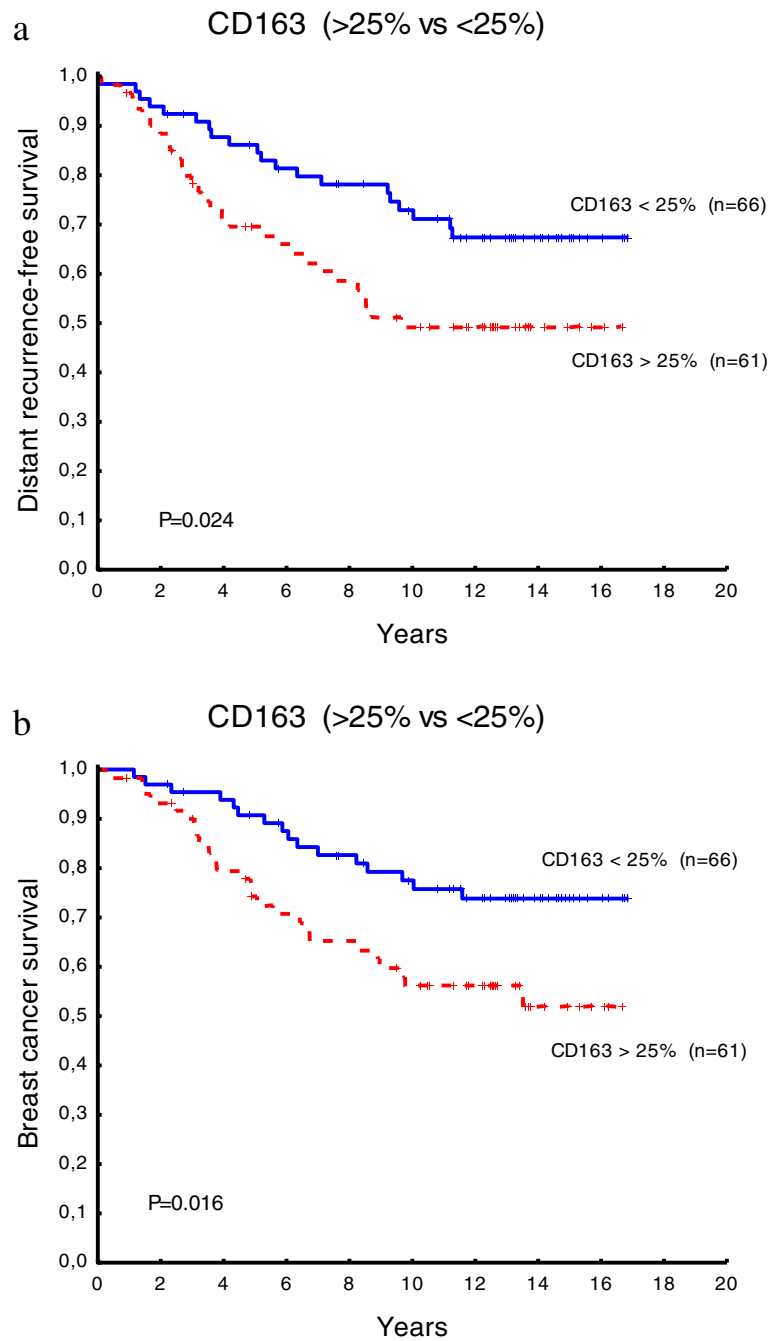 a
CD163 (>25% vs <25%)
Distant recurrence-free survival
1,0
0,9
0,8
0,7
0,6
0,5
0,4
0,3
0,2
0,1
0,0
CD163 < 25% (n=66)
CD163 > 25% (n=61)
P=0.024
0 2 4 6 8 10 12 14 16 18 20
Years
b
CD163 (>25% vs <25%)
Breast cancer survival
1,0
0,9
0,8
0,7
0,6
0,5
0,4
0,3
0,2
0,1
0,0
CD163 < 25% (n=66)
CD163 > 25% (n=61)
P=0.016
0 2 4 6 8 10 12 14 16 18 20
Years